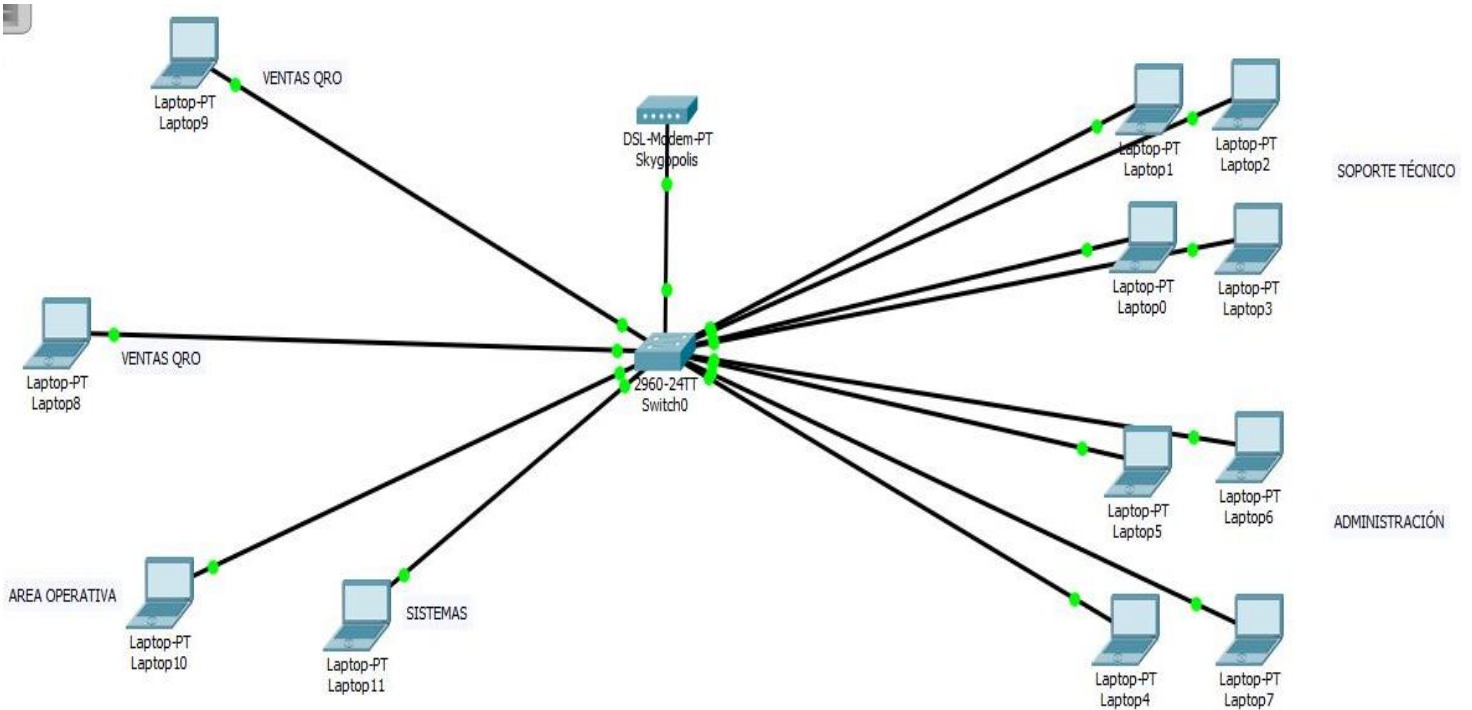 VENTAS QRO
Laptop-PT
Laptop9
DSL-Modem-PT
Skygopolis
Laptop-PT
Laptop1
Laptop-PT
Laptop2
SOPORTE TÉCNICO
Laptop-PT
Laptop0
Laptop-PT
Laptop3
VENTAS QRO
Laptop-PT
Laptop8
2960-24TT
Switch0
Laptop-PT
Laptop5
Laptop-PT
Laptop6
ADMINISTRACIÓN
AREA OPERATIVA
Laptop-PT
Laptop10
SISTEMAS
Laptop-PT
Laptop11
Laptop-PT
Laptop4
Laptop-PT
Laptop7